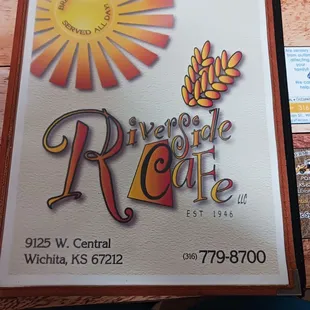 SERVED ALL DAY!
Riverside
Cafe LLC
EST 1946
9125 W. Central
Wichita, KS 67212
(316) 779-8700